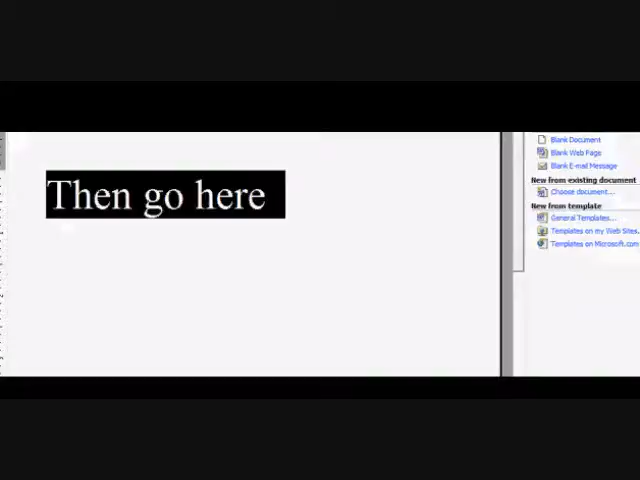 Then go here
Blank Document
Blank Web Page
Blank E-mail Message
New from existing document
Choose document...
New from template
General Templates...
Templates on my Web Sites...
Templates on Microsoft.com